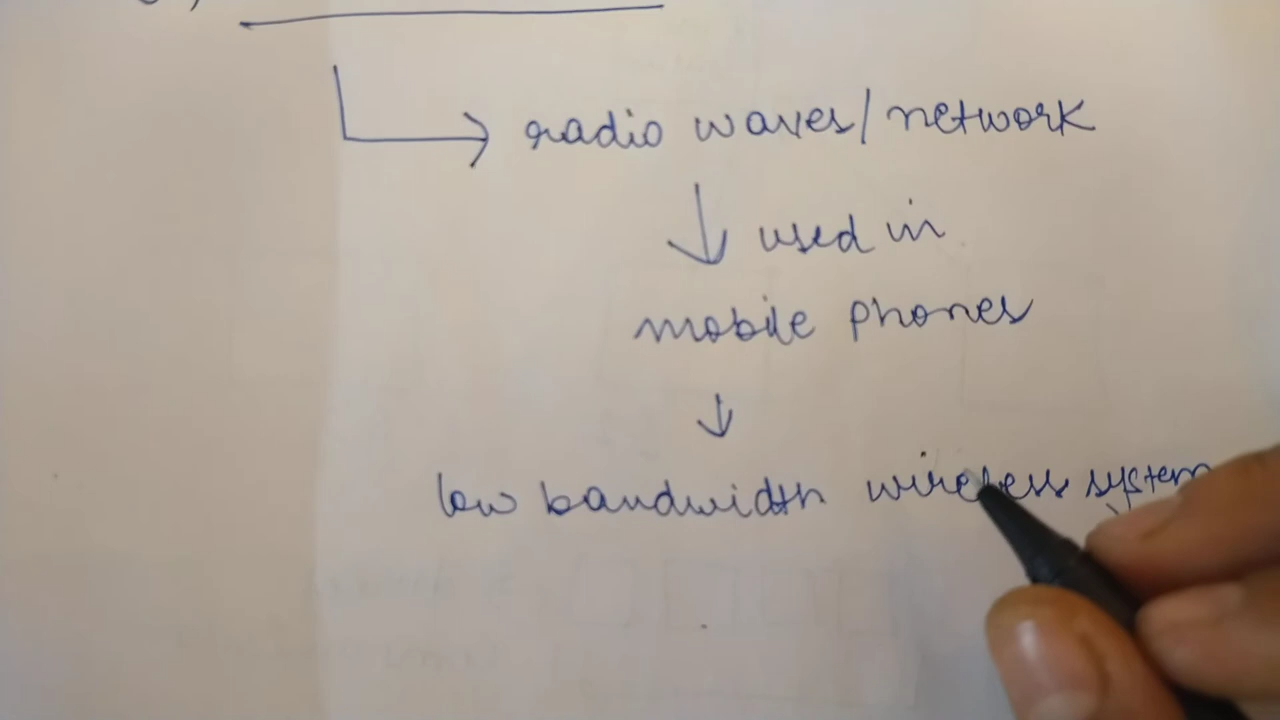 radio waves/network
used in
mobile phones
low bandwidth wireless system